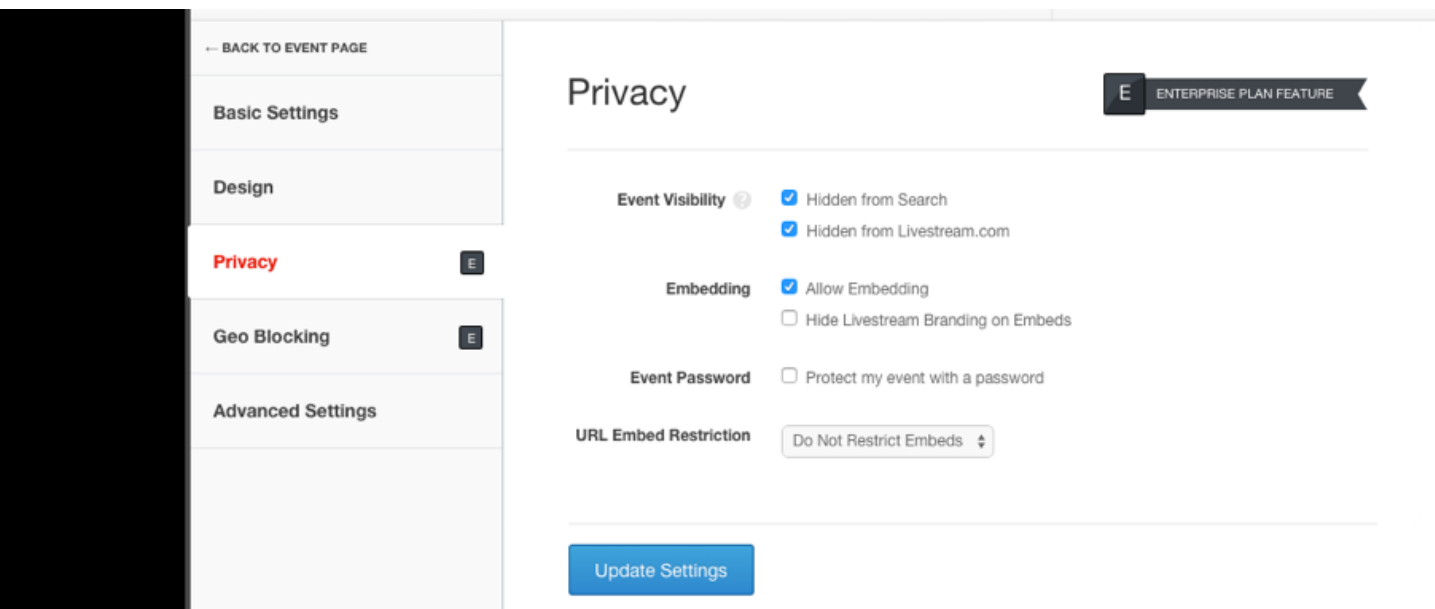 ← BACK TO EVENT PAGE
Basic Settings
Design
Privacy E
Geo Blocking E
Advanced Settings
Privacy
E ENTERPRISE PLAN FEATURE
Event Visibility ? Hidden from Search
Hidden from Livestream.com
Embedding Allow Embedding
Hide Livestream Branding on Embeds
Event Password Protect my event with a password
URL Embed Restriction Do Not Restrict Embeds
Update Settings